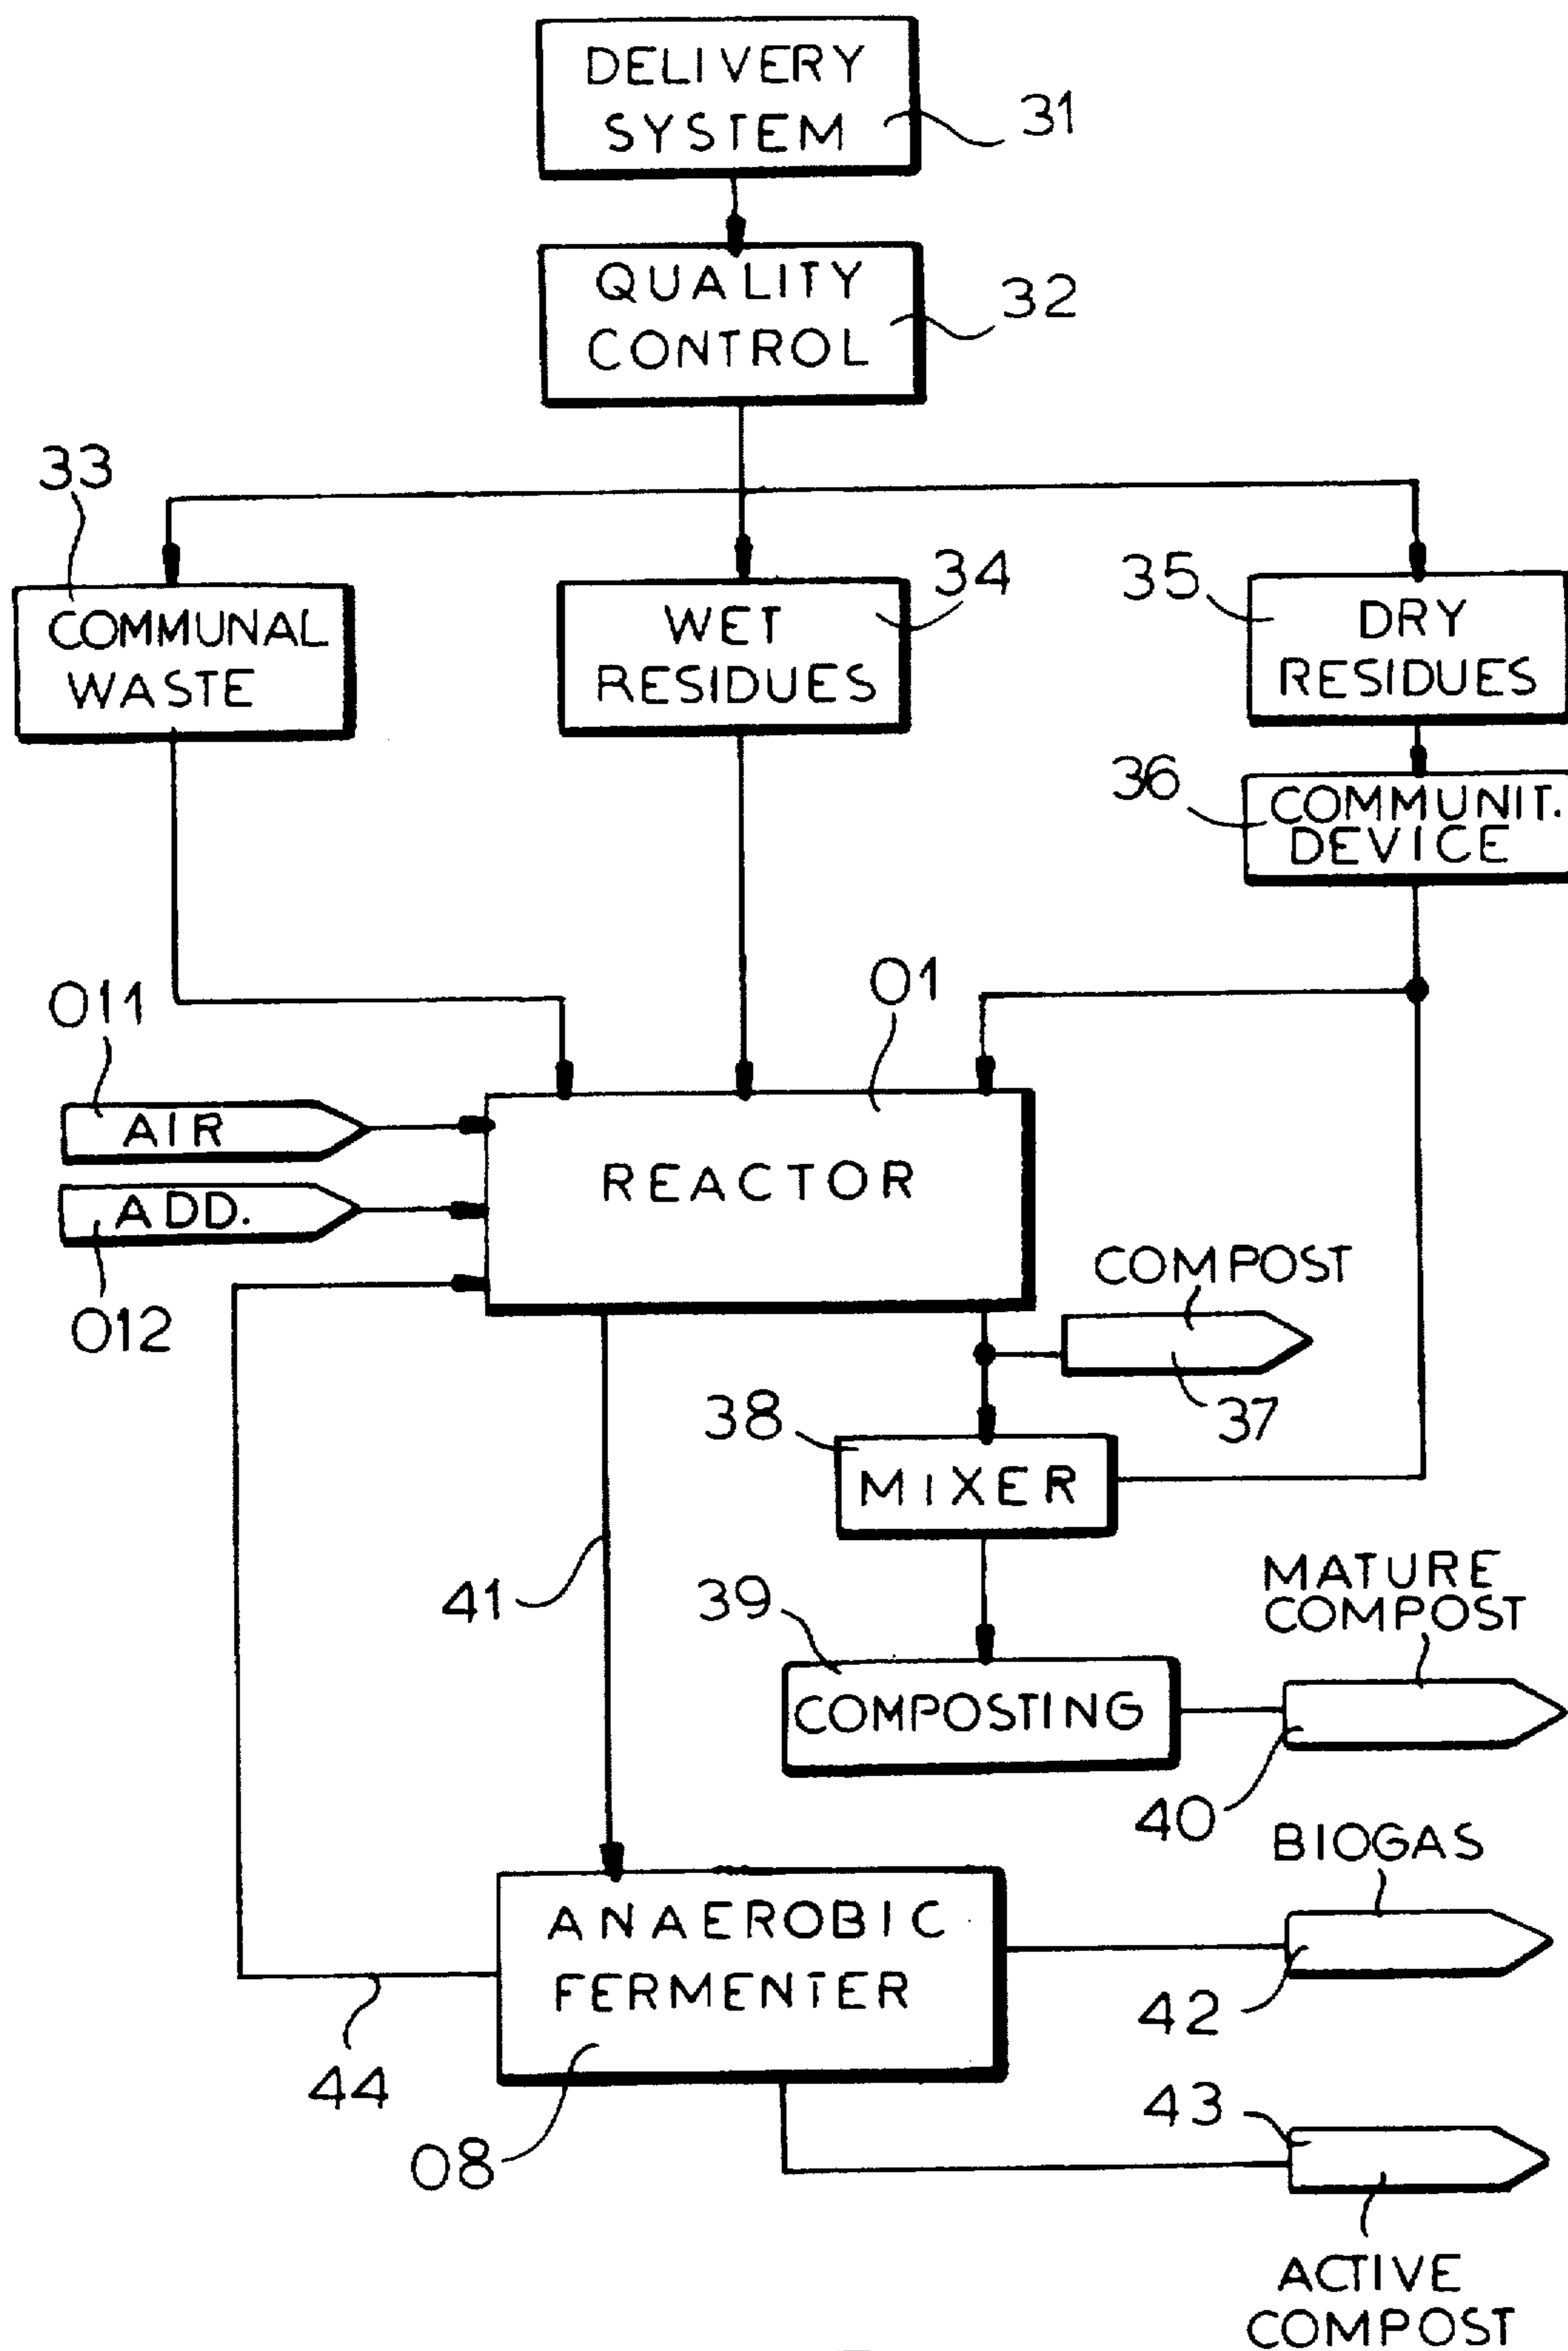 DELIVERY
SYSTEM
31
QUALITY
CONTROL
32
33
COMMUNAL
WASTE
34
WET
RESIDUES
35
DRY
RESIDUES
36
COMMUNIT.
DEVICE
011
AIR
01
REACTOR
ADD.
012
COMPOST
37
38
MIXER
41
39
COMPOSTING
MATURE
COMPOST
40
BIOGAS
ANAEROBIC
FERMENTER
42
44
08
43
ACTIVE
COMPOST